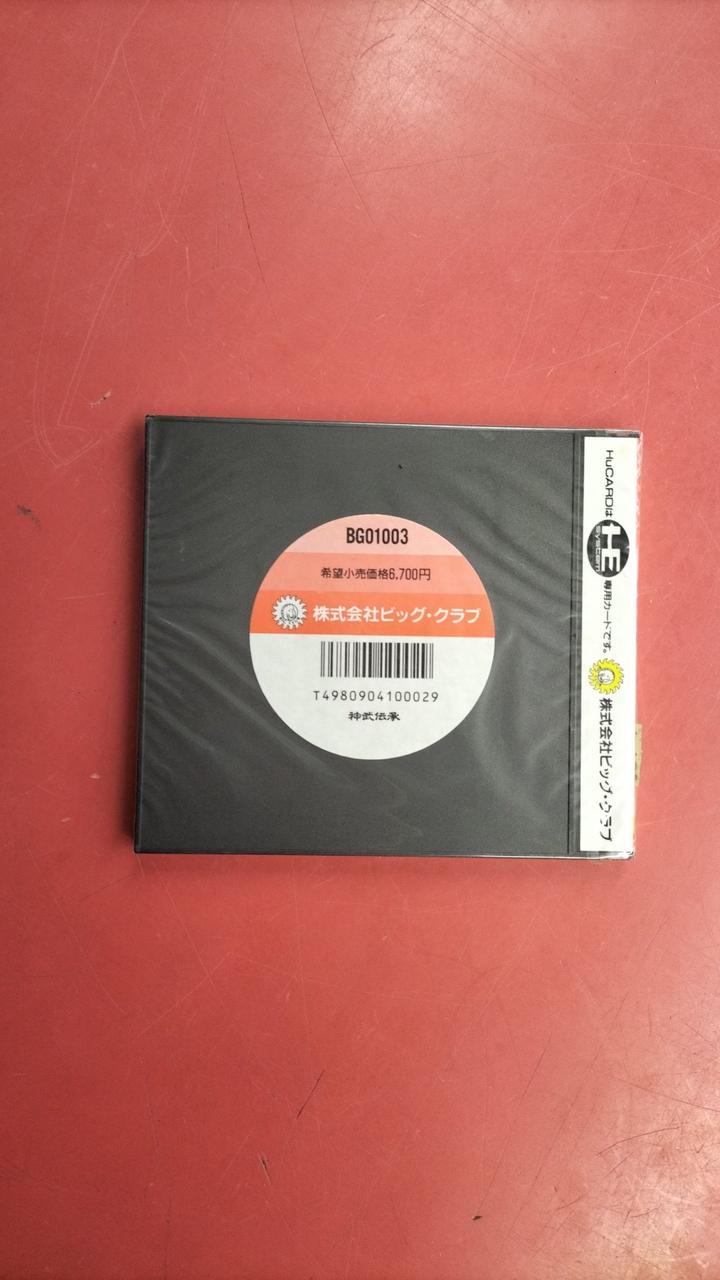 BG01003
希望小売価格6,700円
株式会社ビッグ・クラブ
T4980904100029
神武伝承
HuCARDは HE SYSTEM 専用カードです。 株式会社ビッグ・クラブ